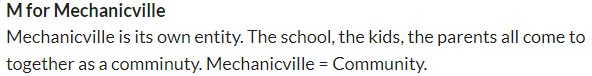 M for Mechanicville
Mechanicville is its own entity. The school, the kids, the parents all come to
together as a comminuty. Mechanicville = Community.